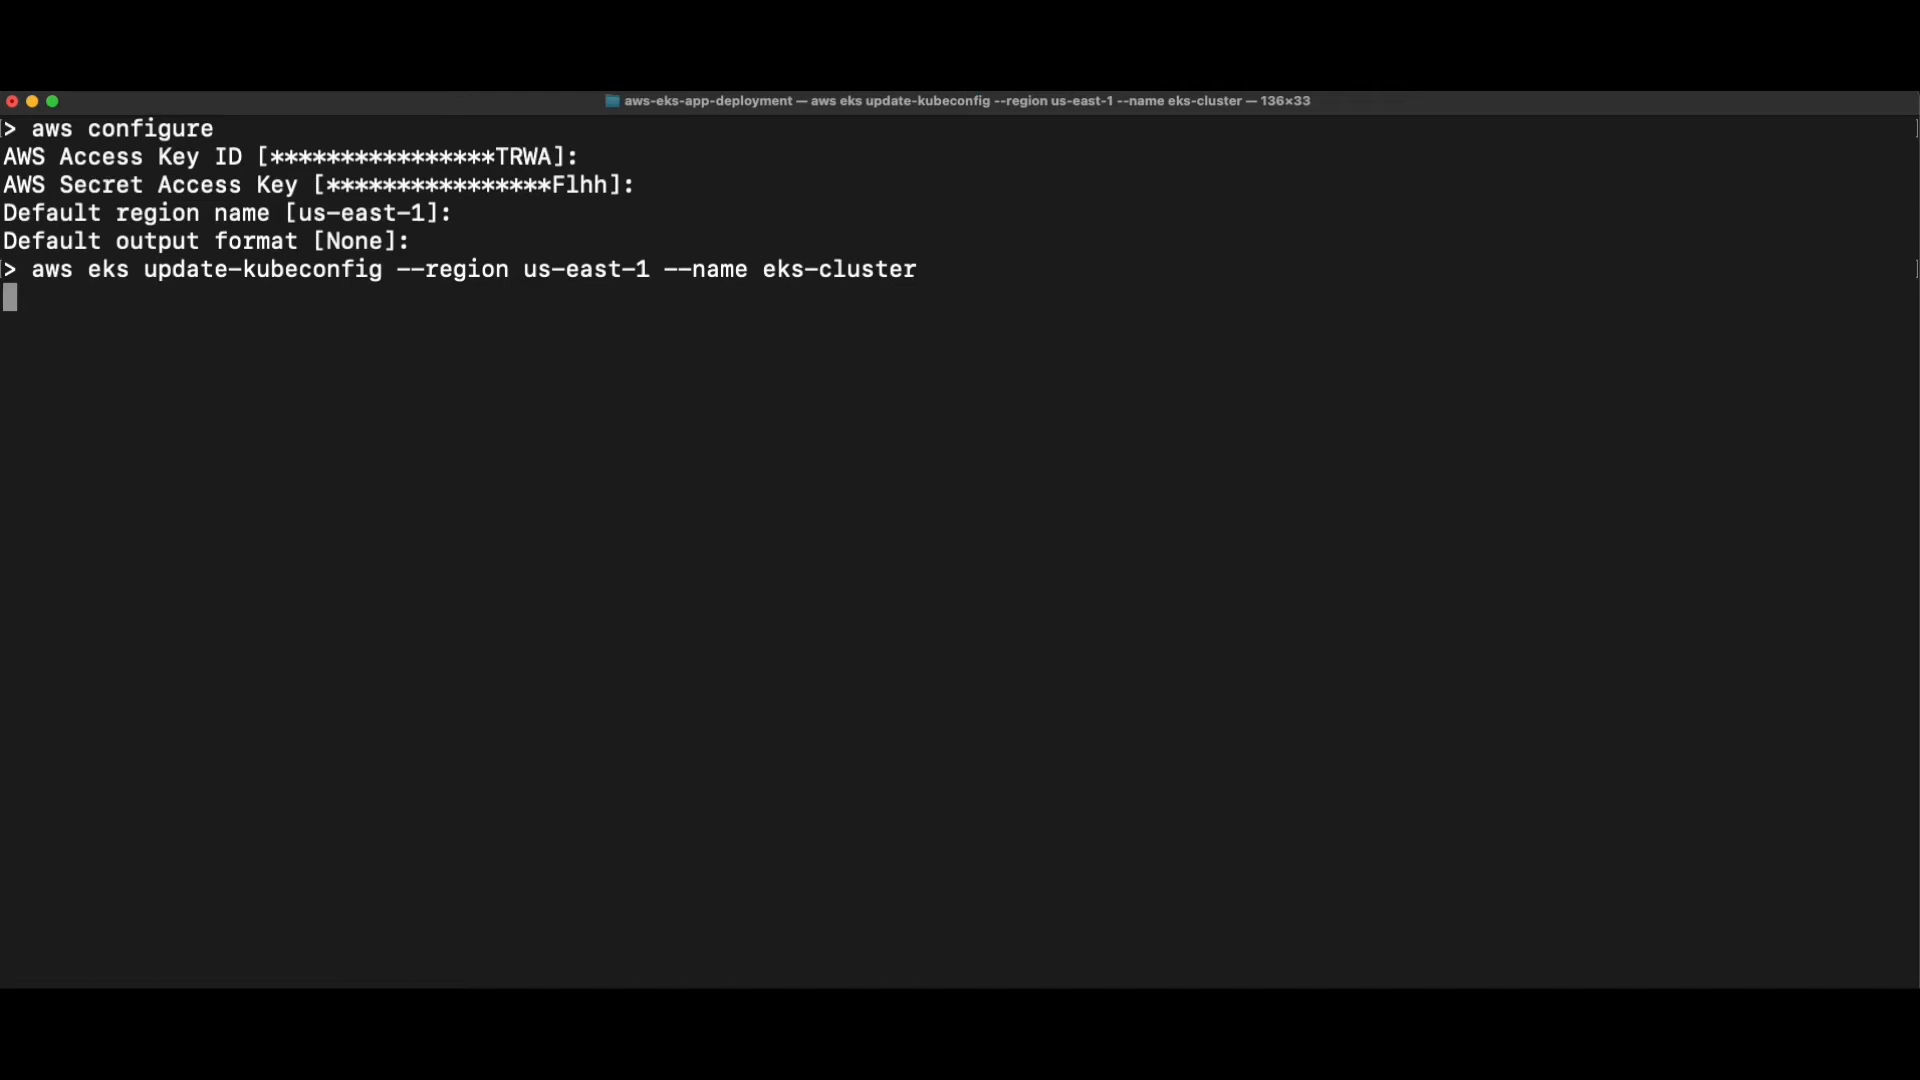 aws-eks-app-deployment — aws eks update-kubeconfig --region us-east-1 --name eks-cluster — 136×33
> aws configure
AWS Access Key ID [****************TRWA]:
AWS Secret Access Key [****************Flhh]:
Default region name [us-east-1]:
Default output format [None]:
> aws eks update-kubeconfig --region us-east-1 --name eks-cluster